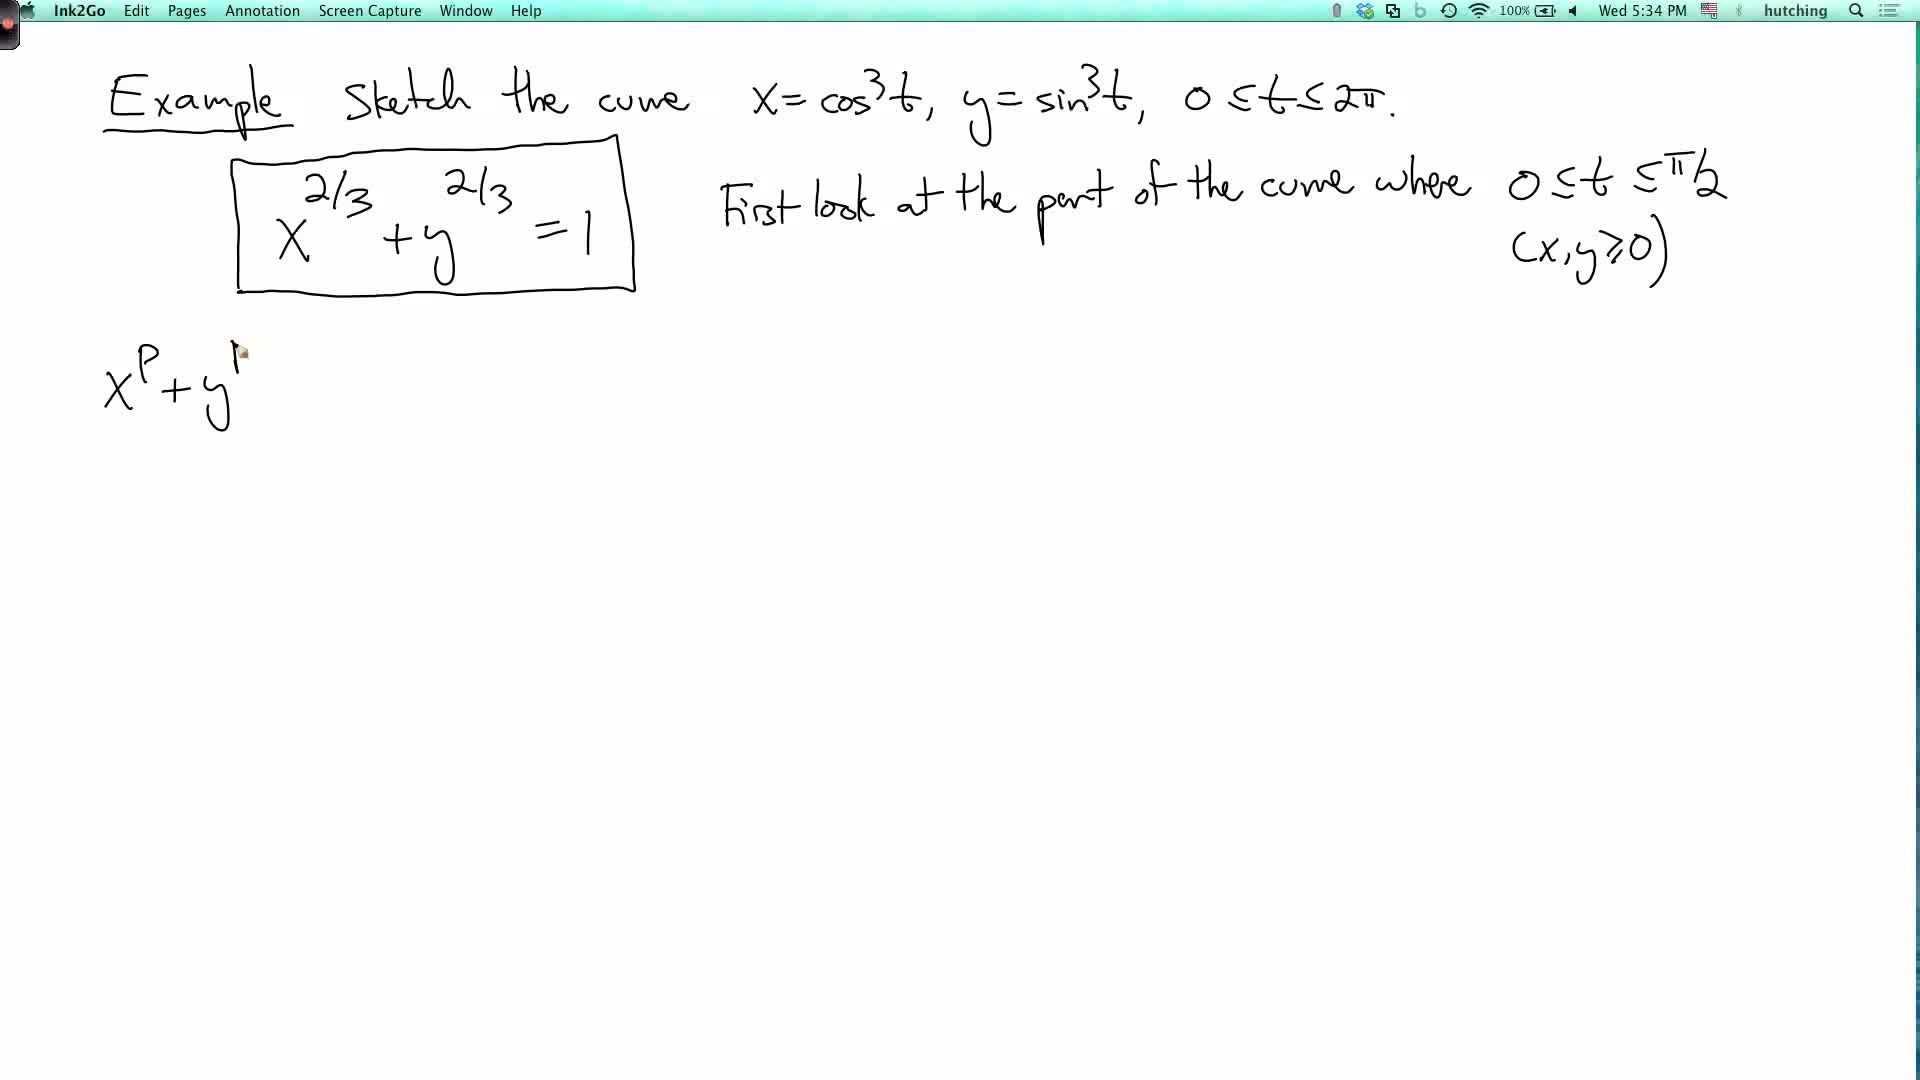 Ink2Go Edit Pages Annotation Screen Capture Window Help 100% Wed 5:34 PM hutching
Example Sketch the curve x = cos³t, y = sin³t, 0 ≤ t ≤ 2π.
x^{2/3} + y^{2/3} = 1
First look at the part of the curve where 0 ≤ t ≤ π/2
(x, y ≥ 0)
x^p + y^